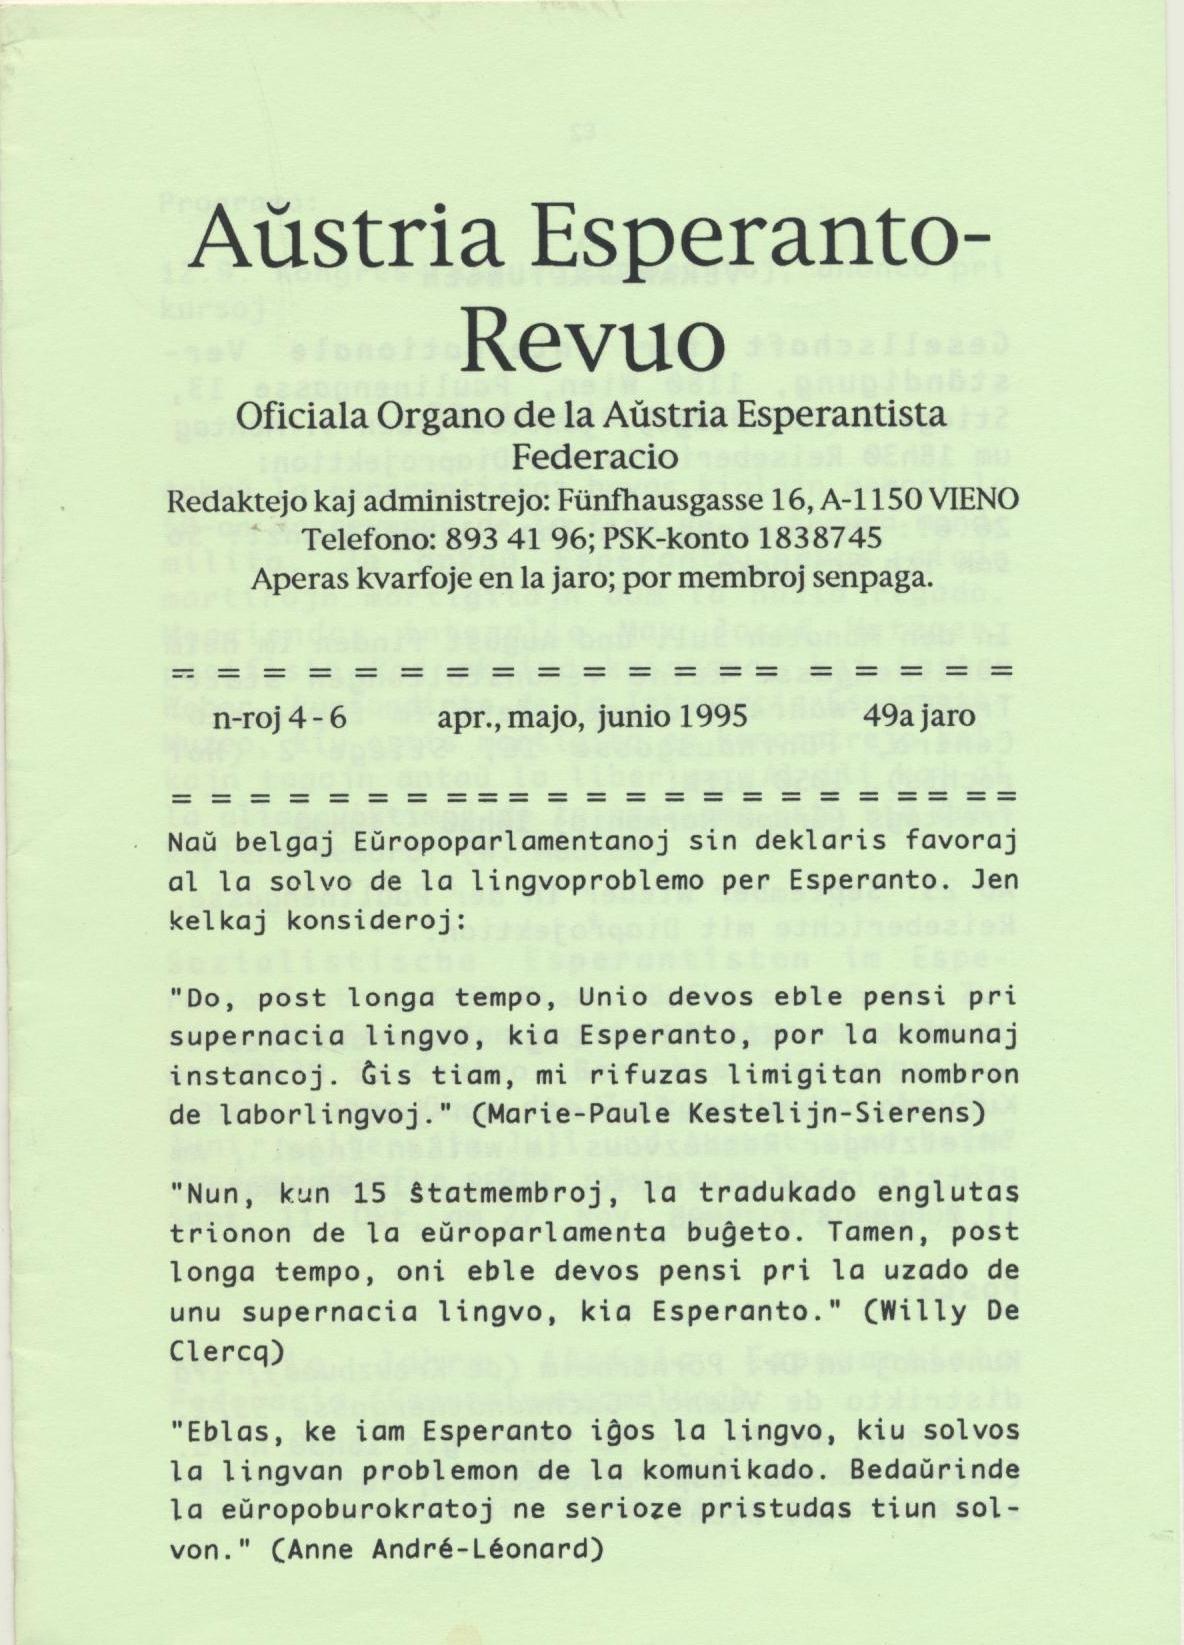 Aŭstria Esperanto-
Revuo
Oficiala Organo de la Aŭstria Esperantista
Federacio
Redaktejo kaj administrejo: Fünfhausgasse 16, A-1150 VIENO
Telefono: 893 41 96; PSK-konto 1838745
Aperas kvarfoje en la jaro; por membroj senpaga.
= = = = = = = = = = = = = = = = = = = =
n-roj 4 - 6 apr., majo, junio 1995 49a jaro
= = = = = = = = = = = = = = = = = = = = = =
Naŭ belgaj Eŭropoparlamentanoj sin deklaris favoraj
al la solvo de la lingvoproblemo per Esperanto. Jen
kelkaj konsideroj:
"Do, post longa tempo, Unio devos eble pensi pri
supernacia lingvo, kia Esperanto, por la komunaj
instancoj. Ĝis tiam, mi rifuzas limigitan nombron
de laborlingvoj." (Marie-Paule Kestelijn-Sierens)
"Nun, kun 15 ŝtatmembroj, la tradukado englutas
trionon de la eŭroparlamenta buĝeto. Tamen, post
longa tempo, oni eble devos pensi pri la uzado de
unu supernacia lingvo, kia Esperanto." (Willy De
Clercq)
"Eblas, ke iam Esperanto iĝos la lingvo, kiu solvos
la lingvan problemon de la komunikado. Bedaŭrinde
la eŭropoburokratoj ne serioze pristudas tiun sol-
von." (Anne André-Léonard)